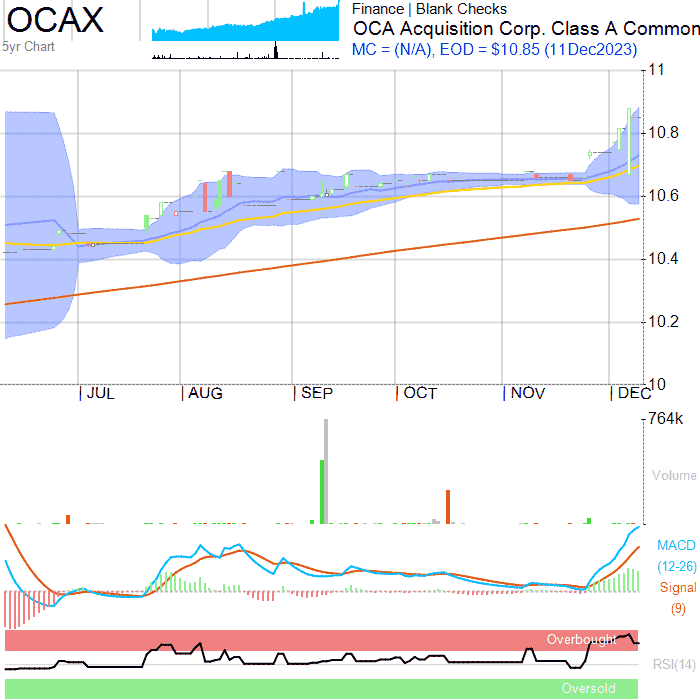 OCAX
5yr Chart
Finance | Blank Checks
OCA Acquisition Corp. Class A Common
MC = (N/A), EOD = $10.85 (11Dec2023)
11
10.8
10.6
10.4
10.2
10
| JUL | AUG | SEP | OCT | NOV | DEC
764k
Volume
MACD
(12-26)
Signal
(9)
Overbought
RSI(14)
Oversold